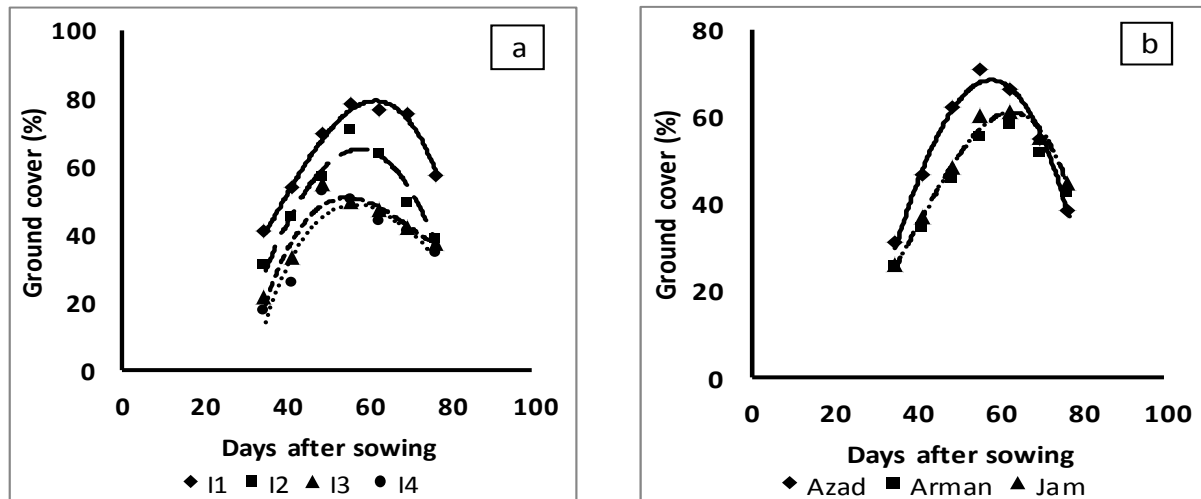 a
Ground cover (%)
100
80
60
40
20
0
0 20 40 60 80 100
Days after sowing
I1 I2 I3 I4
b
Ground cover (%)
80
60
40
20
0
0 20 40 60 80 100
Days after sowing
Azad Arman Jam